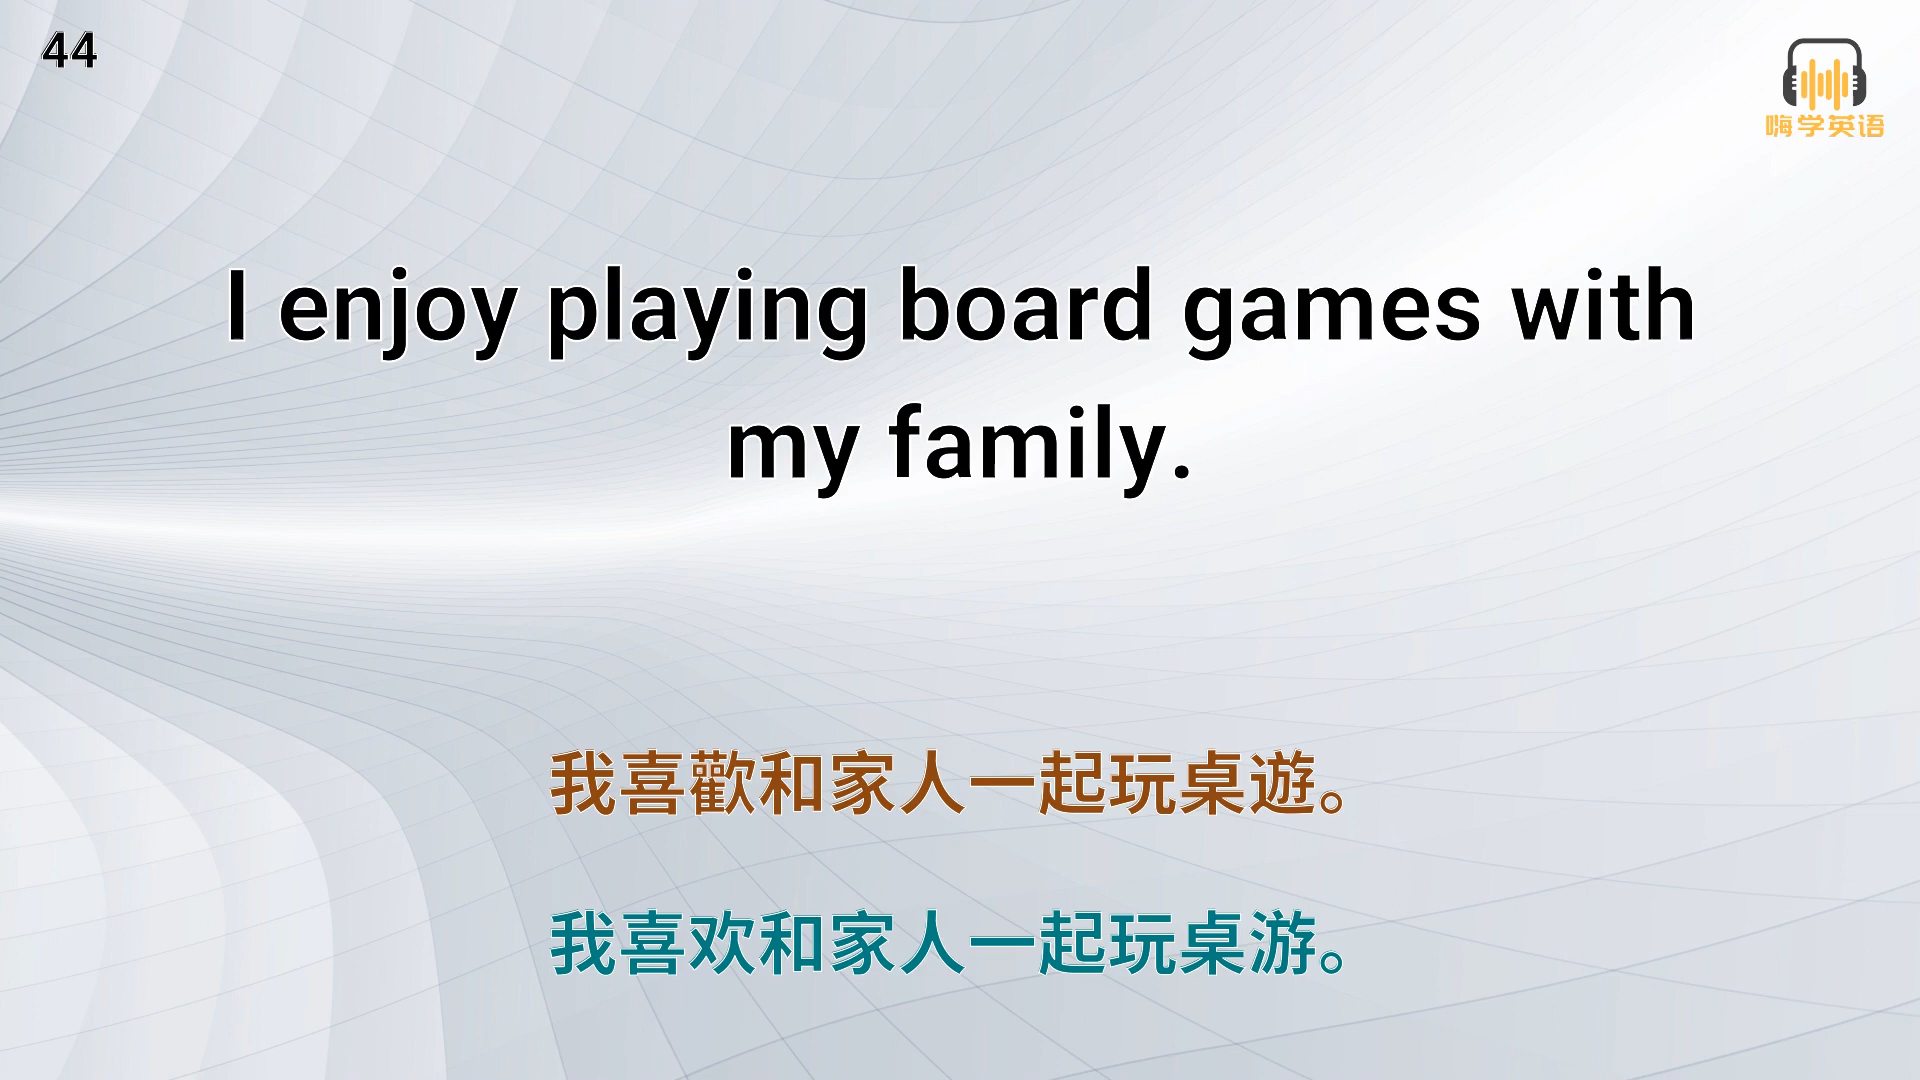 44
嗨学英语
I enjoy playing board games with
my family.
我喜歡和家人一起玩桌遊。
我喜欢和家人一起玩桌游。